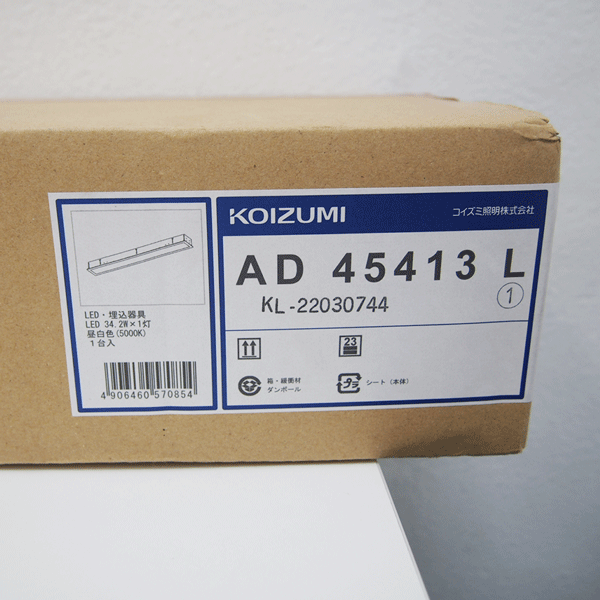 LED・埋込器具
LED 34.2W×1灯
昼白色(5000K)
1台入
4 906460 570854
KOIZUMI
コイズミ照明株式会社
AD 45413 L
KL-22030744
1
23
箱・緩衝材
ダンボール
プラ
シート（本体）